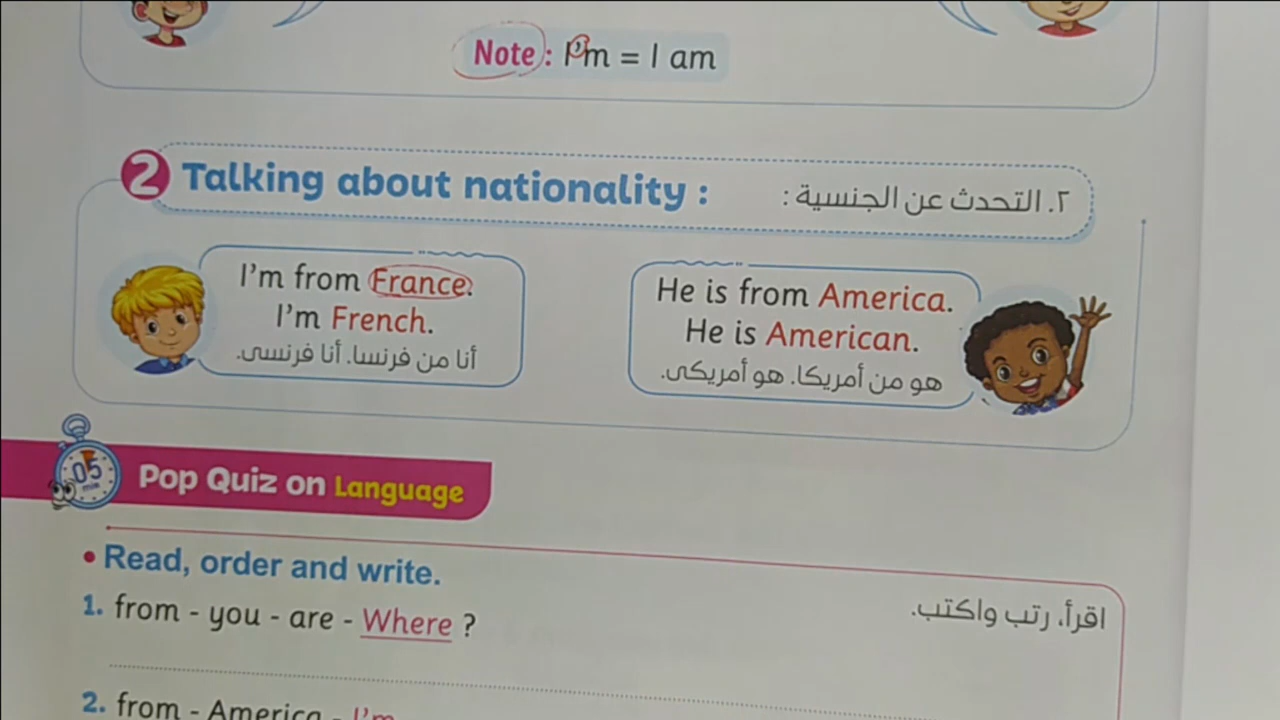 Note : I'm = I am
2 Talking about nationality :
٢. التحدث عن الجنسية :
I'm from France.
I'm French.
أنا من فرنسا. أنا فرنسى.
He is from America.
He is American.
هو من أمريكا. هو أمريكى.
05
min
Pop Quiz on Language
• Read, order and write.
اقرأ، رتب واكتب.
1. from - you - are - Where ?
2. from - America - I'm